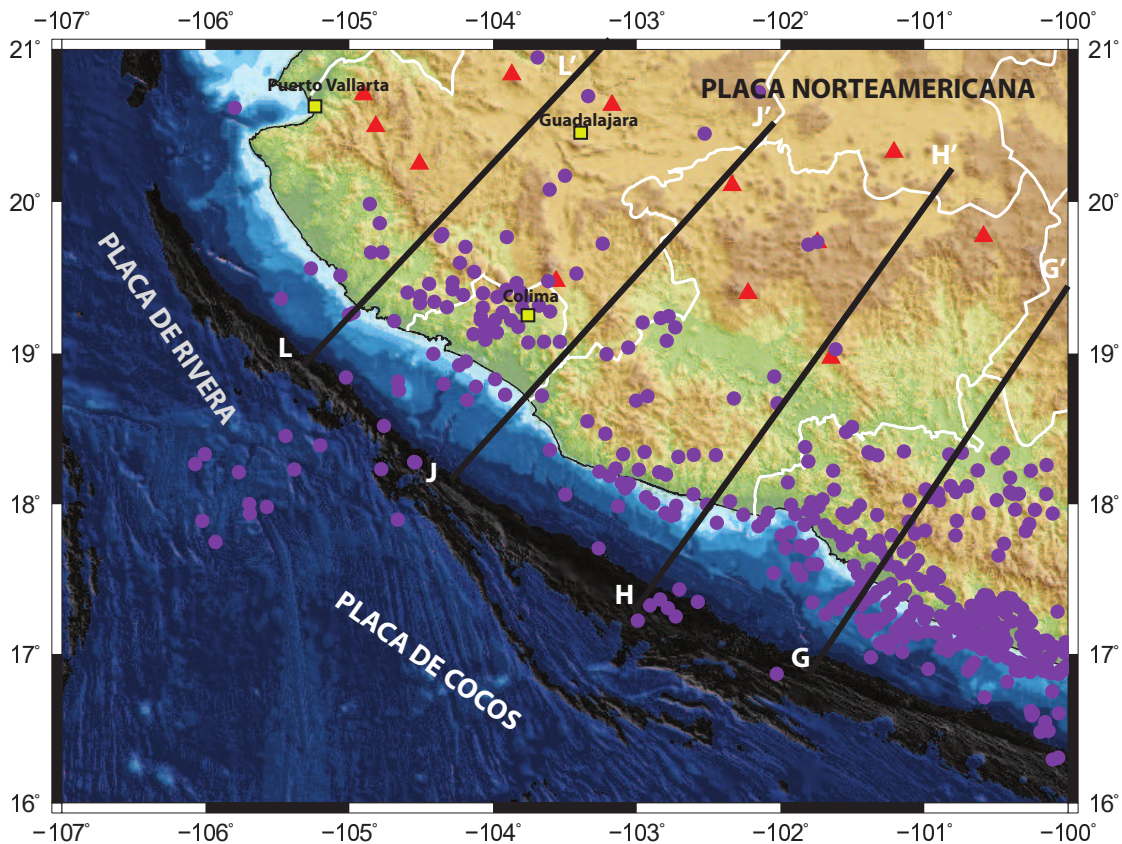 −107° −106° −105° −104° −103° −102° −101° −100°
21° 21°
L'
Puerto Vallarta
PLACA NORTEAMERICANA
Guadalajara
J'
H'
20° 20°
PLACA DE RIVERA
G'
Colima
L
19° 19°
J
18° 18°
H
PLACA DE COCOS
G
17° 17°
16° 16°
−107° −106° −105° −104° −103° −102° −101° −100°